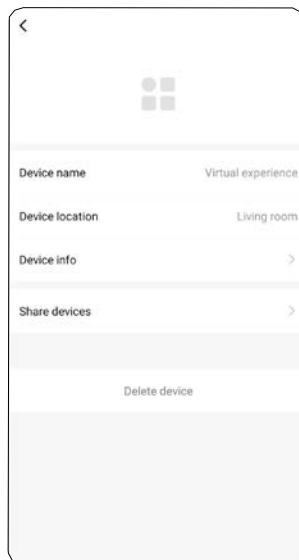 Device name Virtual experience
Device location Living room
Device info
Share devices
Delete device